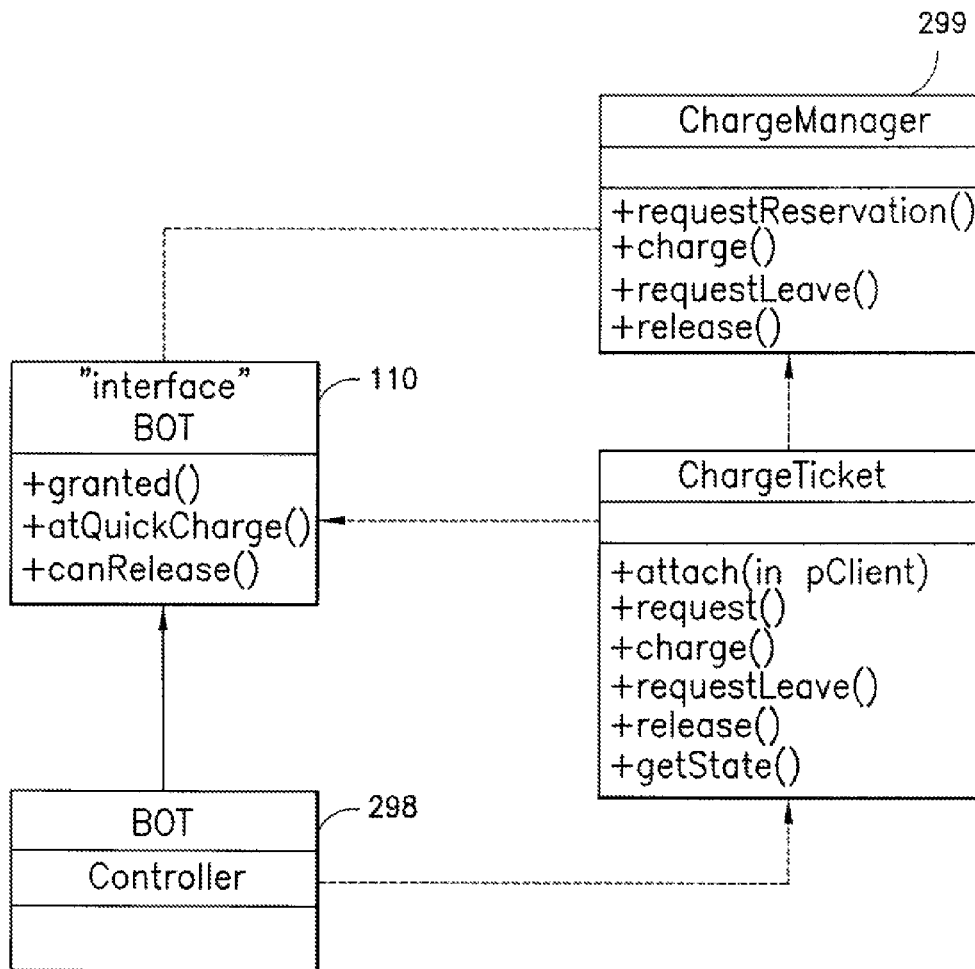 299
ChargeManager
+requestReservation()
+charge()
+requestLeave()
+release()
"interface"
BOT
110
+granted()
+atQuickCharge()
+canRelease()
ChargeTicket
+attach(in pClient)
+request()
+charge()
+requestLeave()
+release()
+getState()
BOT
298
Controller